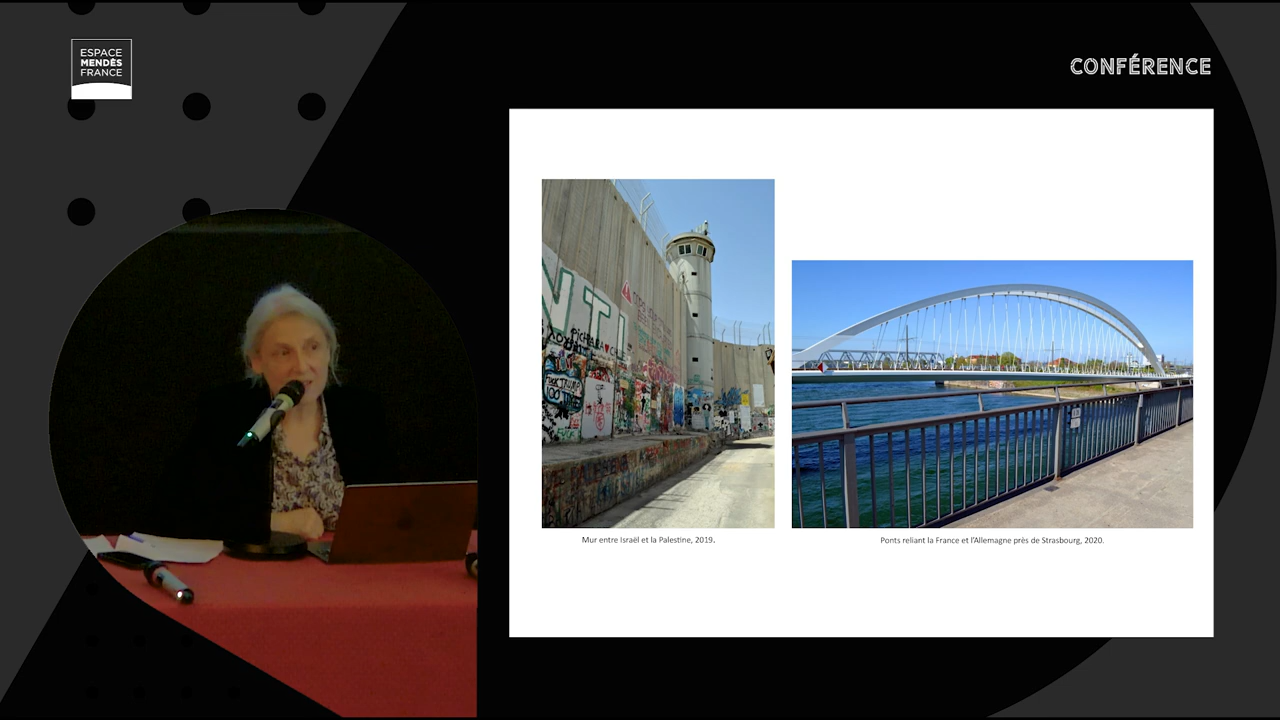 ESPACE
MENDÈS
FRANCE
CONFÉRENCE
NTI
Mur entre Israël et la Palestine, 2019.
Ponts reliant la France et l'Allemagne près de Strasbourg, 2020.